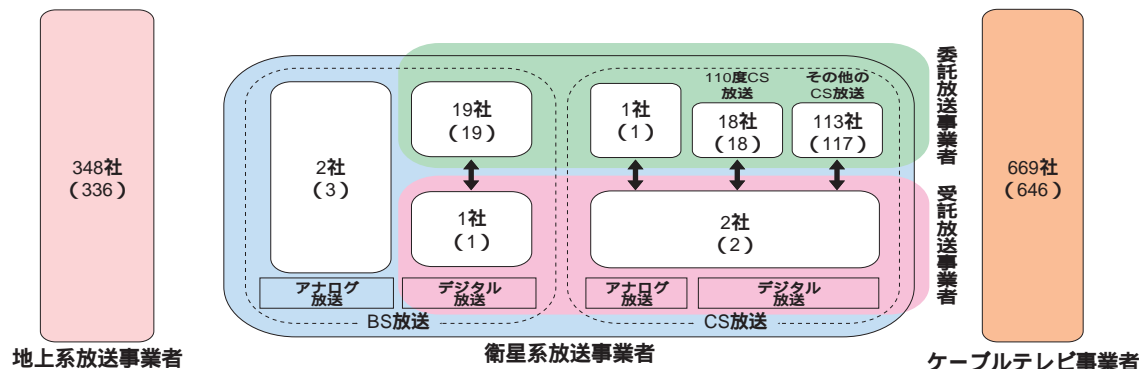 348社
（336）
地上系放送事業者
2社
（3）
19社
（19）
1社
（1）
アナログ
放送
デジタル
放送
BS放送
1社
（1）
110度CS
放送
18社
（18）
その他の
CS放送
113社
（117）
2社
（2）
アナログ
放送
デジタル
放送
CS放送
衛星系放送事業者
委託放送事業者
受託放送事業者
669社
（646）
ケーブルテレビ事業者